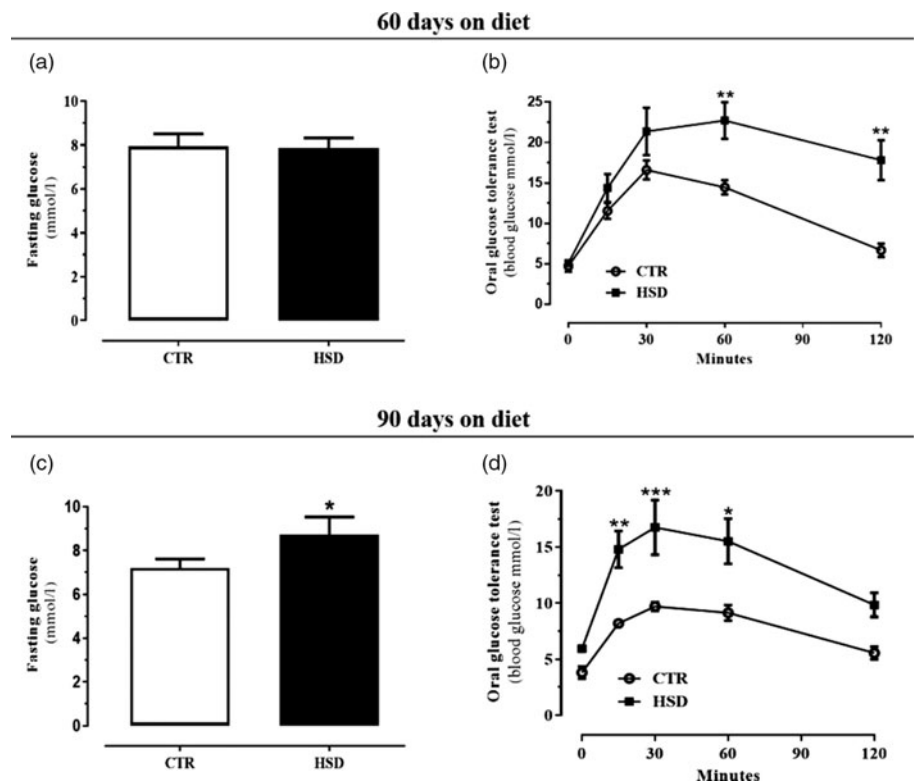 60 days on diet
(a)
Fasting glucose
(mmol/l)
10
8
6
4
2
0
CTR
HSD
(b)
Oral glucose tolerance test
(blood glucose mmol/l)
25
20
15
10
5
0
**
**
CTR
HSD
0
30
60
90
120
Minutes
90 days on diet
(c)
Fasting glucose
(mmol/l)
10
8
6
4
2
0
*
CTR
HSD
(d)
Oral glucose tolerance test
(blood glucose mmol/l)
20
15
10
5
0
**
***
*
CTR
HSD
0
30
60
90
120
Minutes